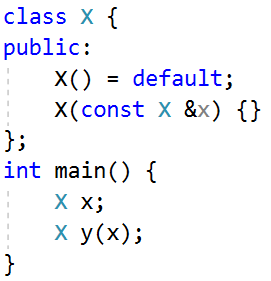 class X {
public:
    X() = default;
    X(const X &x) {}
};
int main() {
    X x;
    X y(x);
}